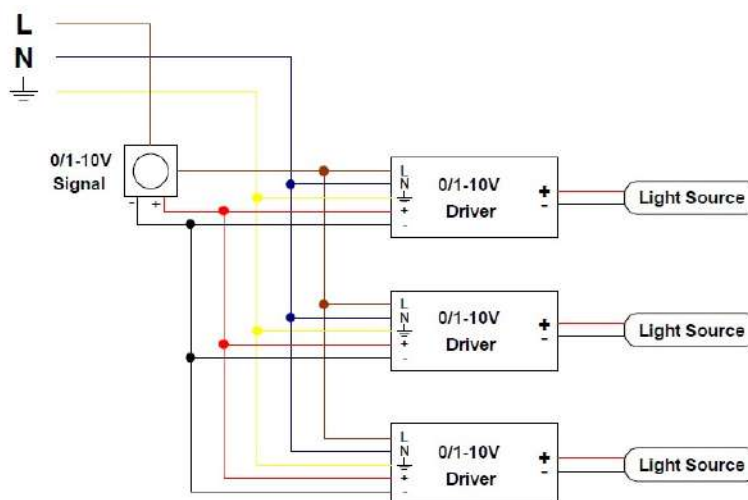 L
N
0/1-10V
Signal
- +
L
N
+
-
0/1-10V
Driver
+
-
Light Source
L
N
+
-
0/1-10V
Driver
+
-
Light Source
L
N
+
-
0/1-10V
Driver
+
-
Light Source